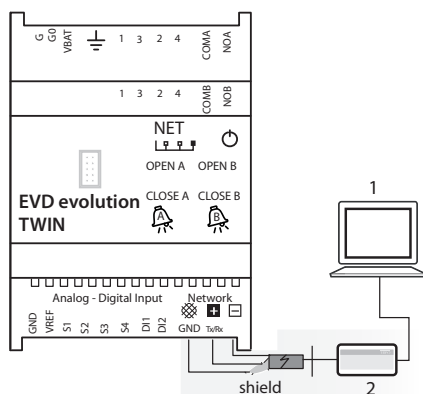 G G0 VBAT 1 3 2 4 COMA NOA
1 3 2 4 COMB NOB
NET
OPEN A OPEN B
CLOSE A CLOSE B
EVD evolution
TWIN
A B
Analog - Digital Input Network
GND VREF S1 S2 S3 S4 DI1 DI2 GND Tx/Rx
shield
1
2